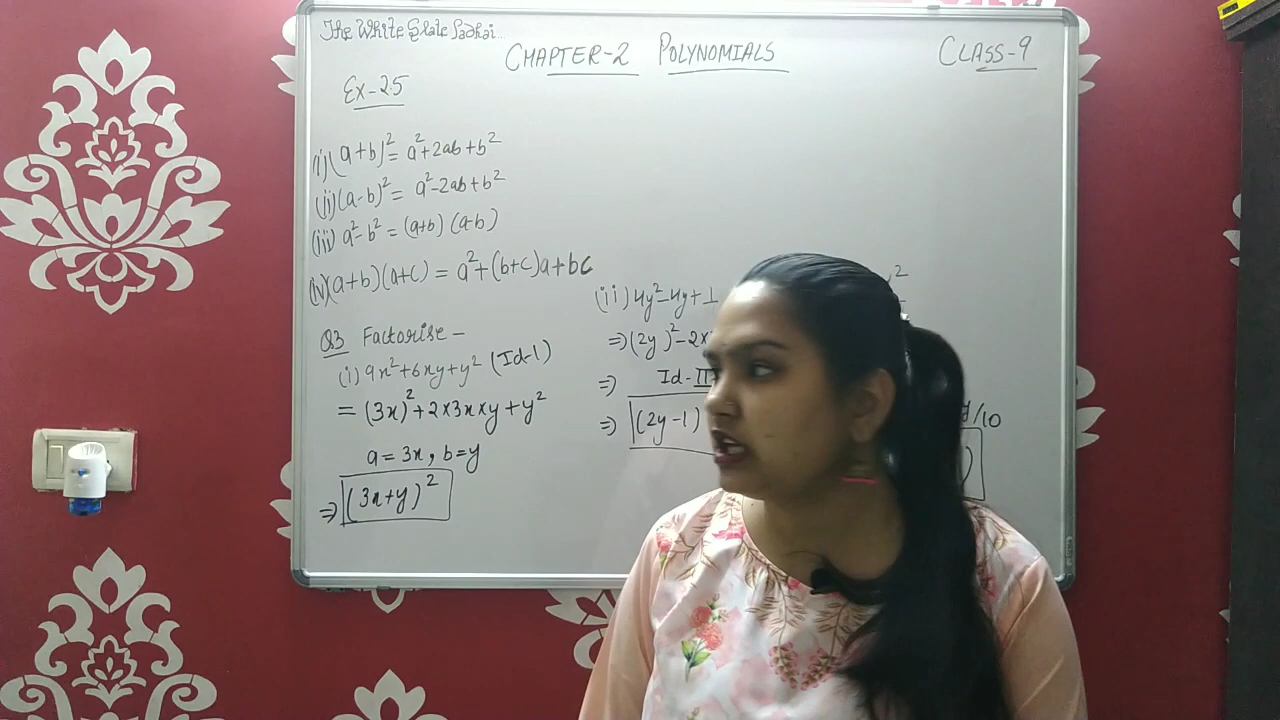 The White Slate Padhai...
CHAPTER-2 POLYNOMIALS
CLASS-9
Ex-2.5
(i) (a+b)² = a²+2ab+b²
(ii) (a-b)² = a²-2ab+b²
(iii) a²-b² = (a+b) (a-b)
(iv) (a+b)(a+c) = a²+(b+c)a+bc
Q3 Factorise -
(i) 9x²+6xy+y² (Id-1)
= (3x)²+2×3x×y+y²
a = 3x, b=y
⇒ (3x+y)²
(ii) 4y²-4y+1
⇒ (2y)²-2×
⇒ Id-II
⇒ (2y-1)
2
/10
)